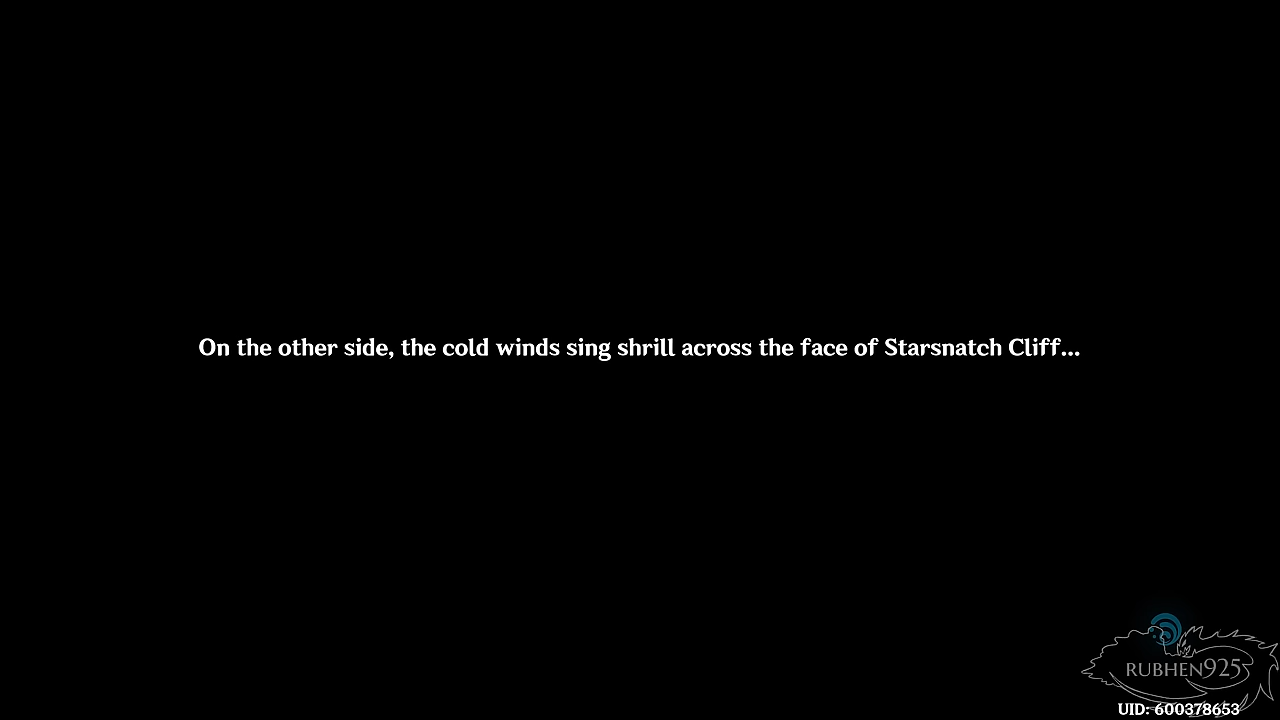 On the other side, the cold winds sing shrill across the face of Starsnatch Cliff...
RUBHEN925
UID: 600378653